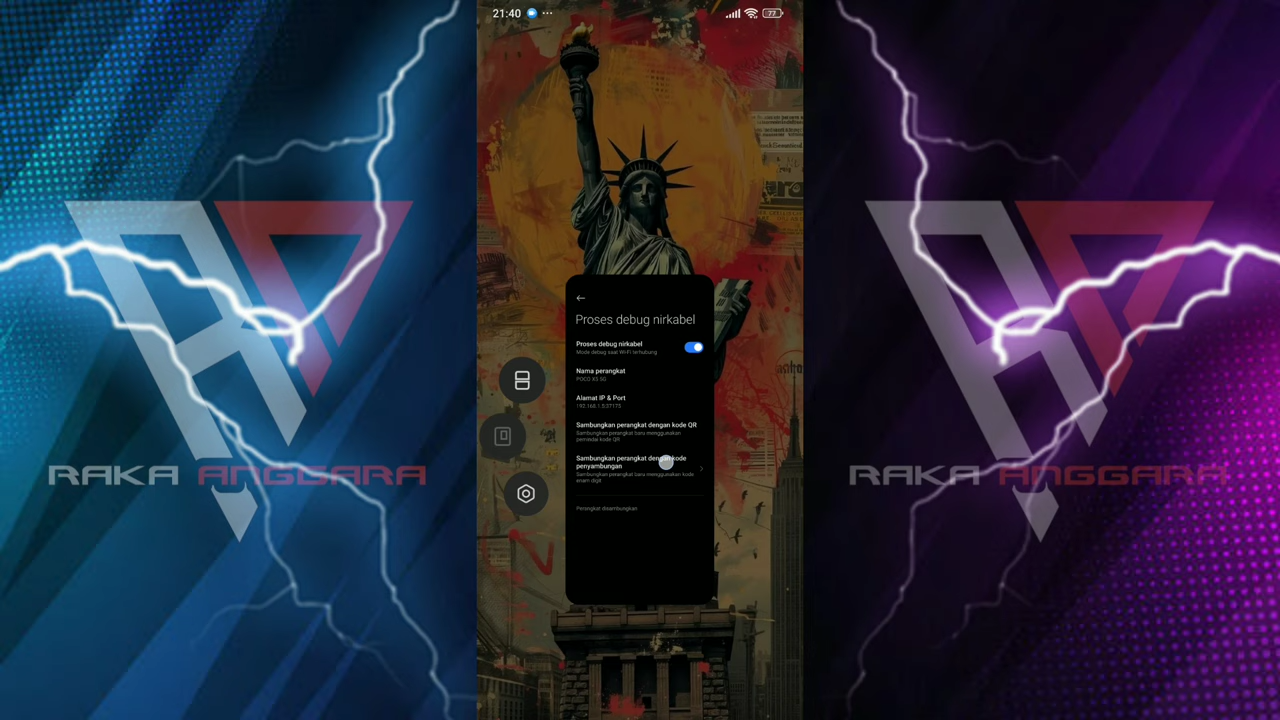 21:40
77
Proses debug nirkabel
Proses debug nirkabel
Mode debug saat Wi-Fi terhubung
Nama perangkat
POCO X3 5G
Alamat IP & Port
Sambungkan perangkat dengan kode QR
Sambungkan perangkat baru menggunakan
pemindai kode QR
Sambungkan perangkat dengan kode
penyambungan
Sambungkan perangkat baru menggunakan kode
enam digit
Perangkat disambungkan
RAKA ANGGARA
RAKA ANGGARA